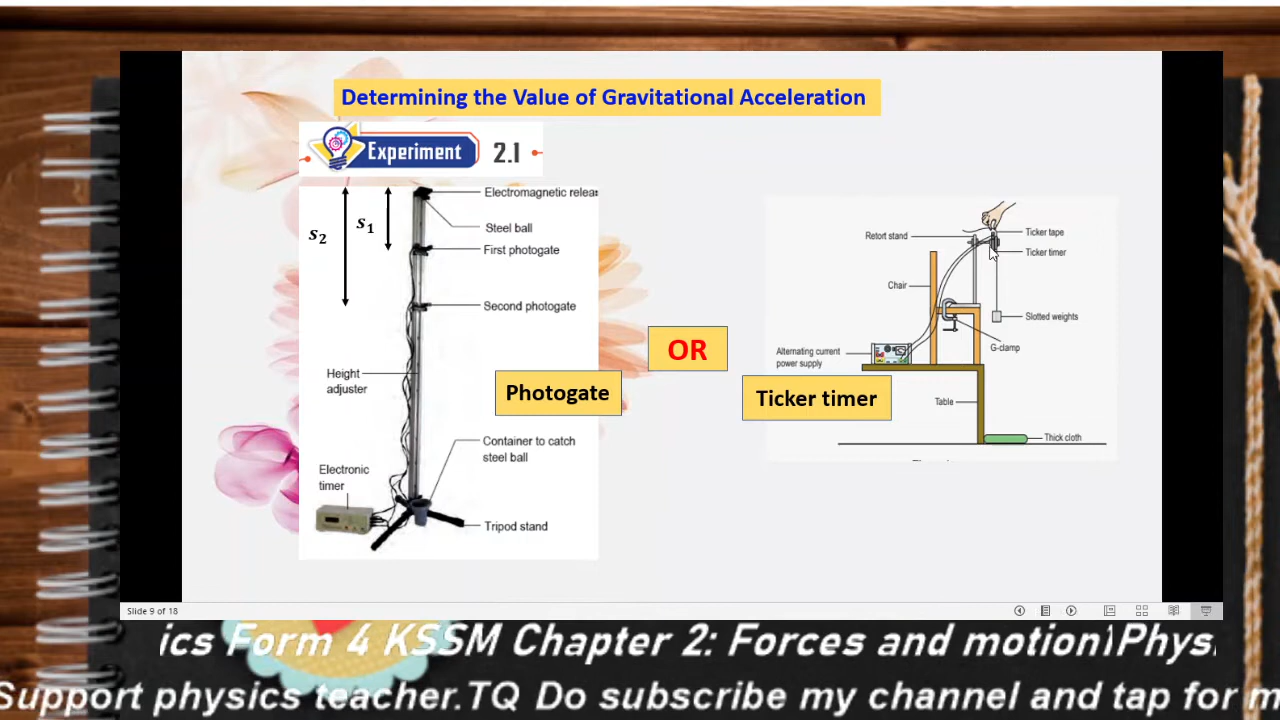 Determining the Value of Gravitational Acceleration
Experiment 2.1
Electromagnetic releas
s1
s2
Steel ball
First photogate
Second photogate
Height
adjuster
Photogate
Container to catch
steel ball
Electronic
timer
Tripod stand
OR
Ticker tape
Retort stand
Ticker timer
Chair
Slotted weights
G-clamp
Alternating current
power supply
Ticker timer
Table
Thick cloth
Slide 9 of 18
ics Form 4 KSSM Chapter 2: Forces and motion)Physi
Support physics teacher.TQ Do subscribe my channel and tap for m